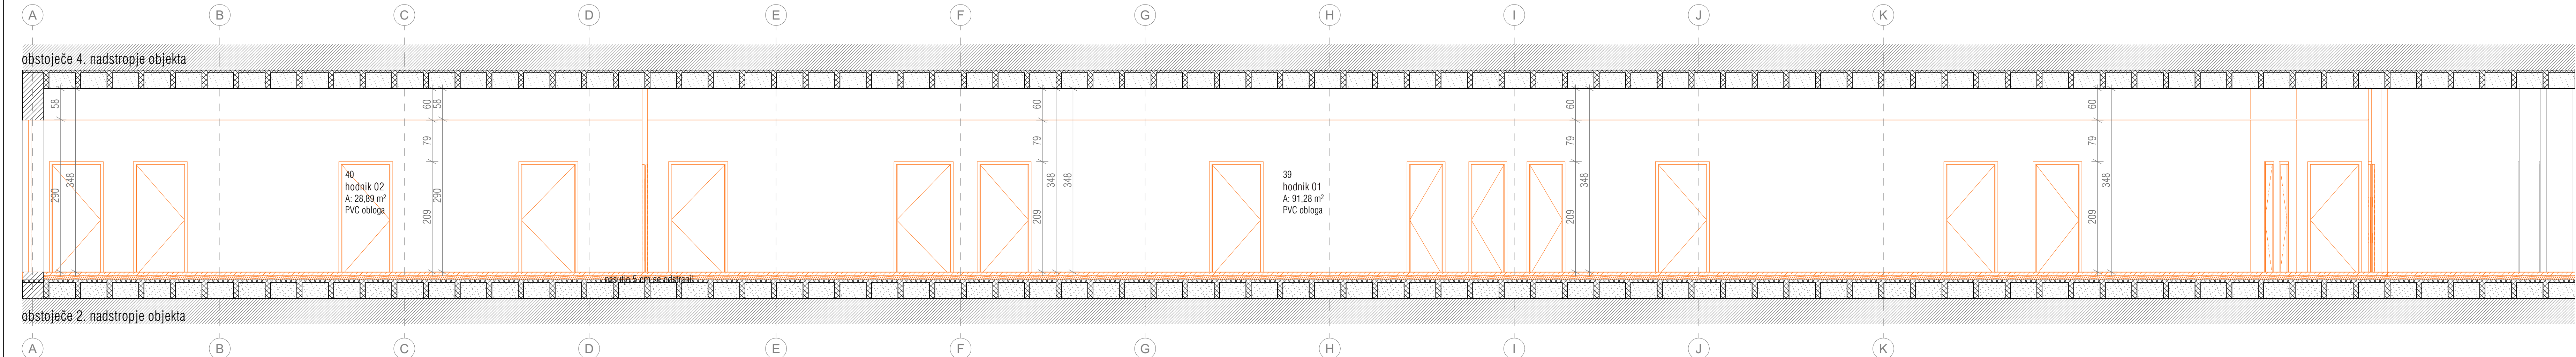 A B C D E F G H I J K
obstoječe 4. nadstropje objekta
58 60 58 60 60 60
79 79 79 79
290 348 209 290 209 348 348 209 348 209 348
40
hodnik 02
A: 28,89 m²
PVC obloga
39
hodnik 01
A: 91,28 m²
PVC obloga
nasutje 5 cm se odstrani!
obstoječe 2. nadstropje objekta
A B C D E F G H I J K